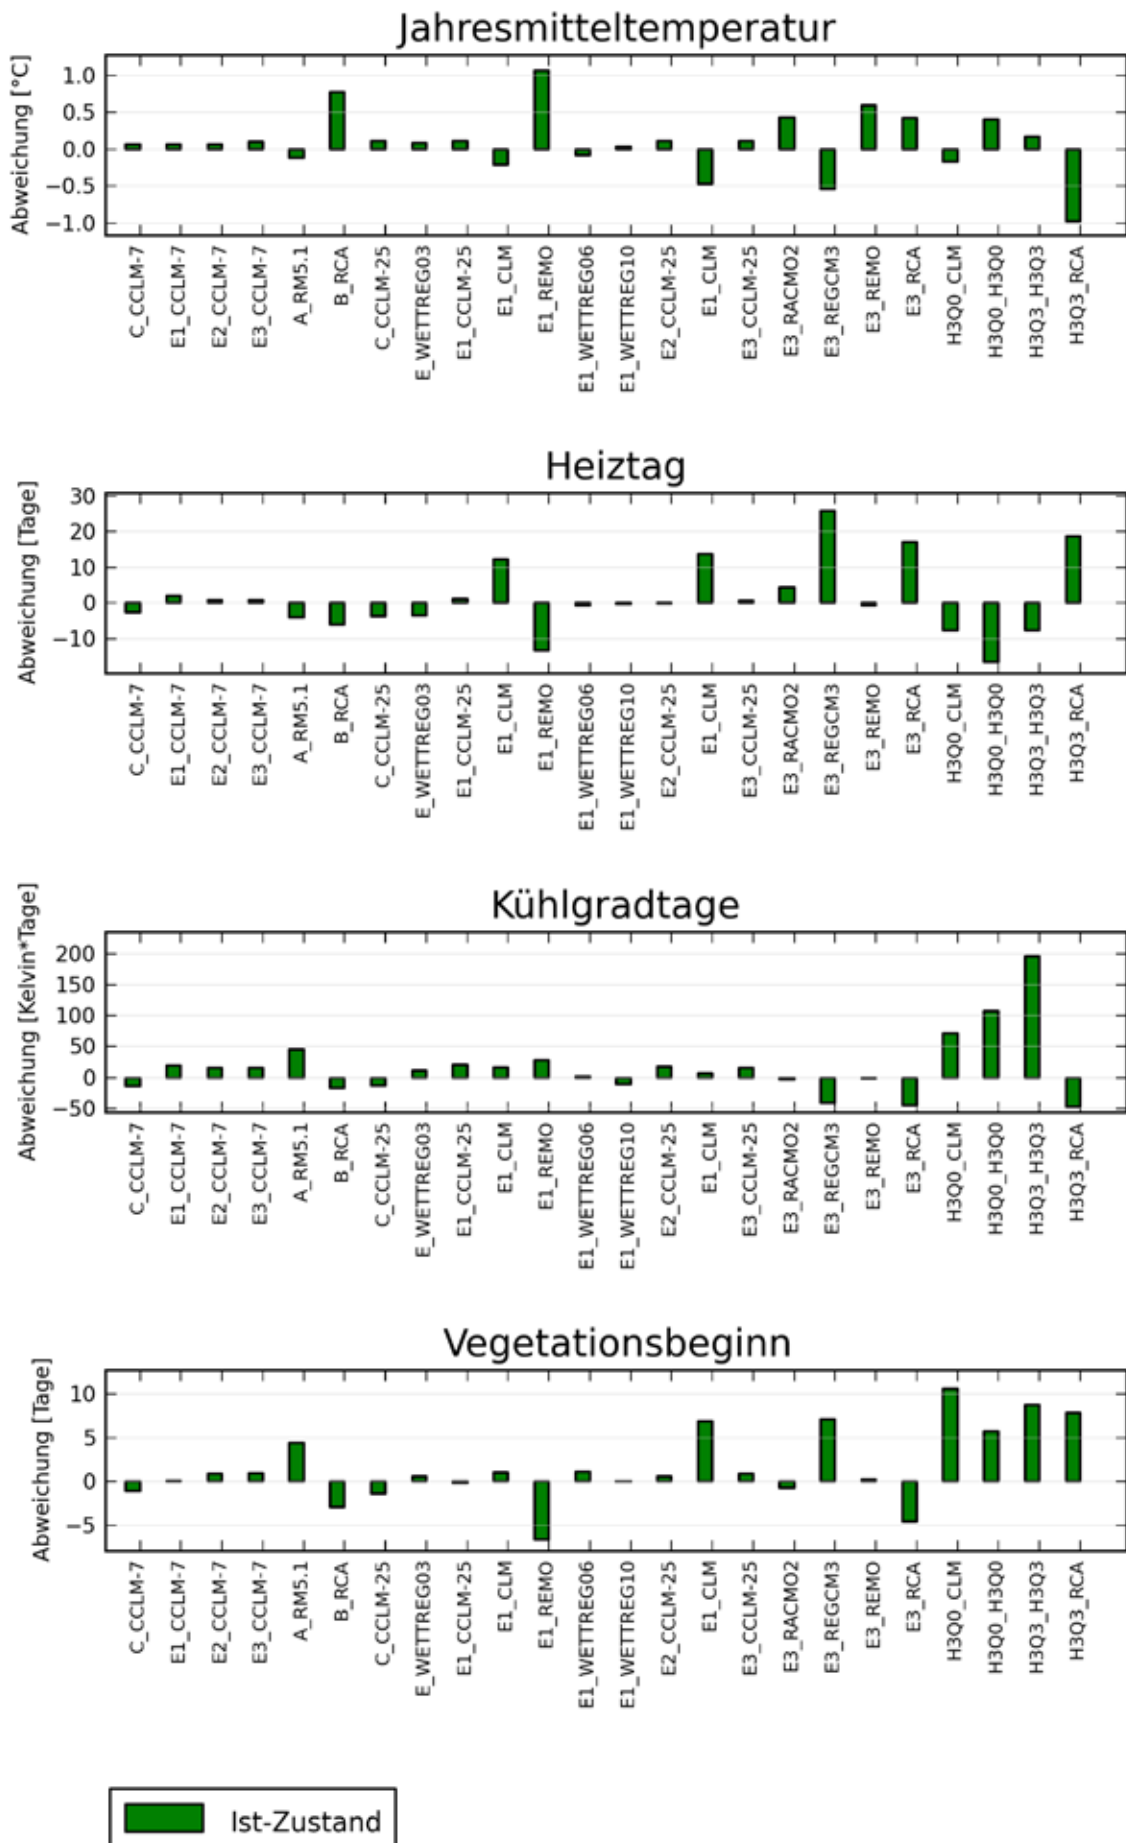 Jahresmitteltemperatur
Abweichung [°C]
1.0
0.5
0.0
−0.5
−1.0
C_CCLM-7
E1_CCLM-7
E2_CCLM-7
E3_CCLM-7
A_RM5.1
B_RCA
C_CCLM-25
E_WETTREG03
E1_CCLM-25
E1_CLM
E1_REMO
E1_WETTREG06
E1_WETTREG10
E2_CCLM-25
E1_CLM
E3_CCLM-25
E3_RACMO2
E3_REGCM3
E3_REMO
E3_RCA
H3Q0_CLM
H3Q0_H3Q0
H3Q3_H3Q3
H3Q3_RCA
Heiztag
Abweichung [Tage]
30
20
10
0
−10
C_CCLM-7
E1_CCLM-7
E2_CCLM-7
E3_CCLM-7
A_RM5.1
B_RCA
C_CCLM-25
E_WETTREG03
E1_CCLM-25
E1_CLM
E1_REMO
E1_WETTREG06
E1_WETTREG10
E2_CCLM-25
E1_CLM
E3_CCLM-25
E3_RACMO2
E3_REGCM3
E3_REMO
E3_RCA
H3Q0_CLM
H3Q0_H3Q0
H3Q3_H3Q3
H3Q3_RCA
Kühlgradtage
Abweichung [Kelvin*Tage]
200
150
100
50
0
−50
C_CCLM-7
E1_CCLM-7
E2_CCLM-7
E3_CCLM-7
A_RM5.1
B_RCA
C_CCLM-25
E_WETTREG03
E1_CCLM-25
E1_CLM
E1_REMO
E1_WETTREG06
E1_WETTREG10
E2_CCLM-25
E1_CLM
E3_CCLM-25
E3_RACMO2
E3_REGCM3
E3_REMO
E3_RCA
H3Q0_CLM
H3Q0_H3Q0
H3Q3_H3Q3
H3Q3_RCA
Vegetationsbeginn
Abweichung [Tage]
10
5
0
−5
C_CCLM-7
E1_CCLM-7
E2_CCLM-7
E3_CCLM-7
A_RM5.1
B_RCA
C_CCLM-25
E_WETTREG03
E1_CCLM-25
E1_CLM
E1_REMO
E1_WETTREG06
E1_WETTREG10
E2_CCLM-25
E1_CLM
E3_CCLM-25
E3_RACMO2
E3_REGCM3
E3_REMO
E3_RCA
H3Q0_CLM
H3Q0_H3Q0
H3Q3_H3Q3
H3Q3_RCA
Ist-Zustand